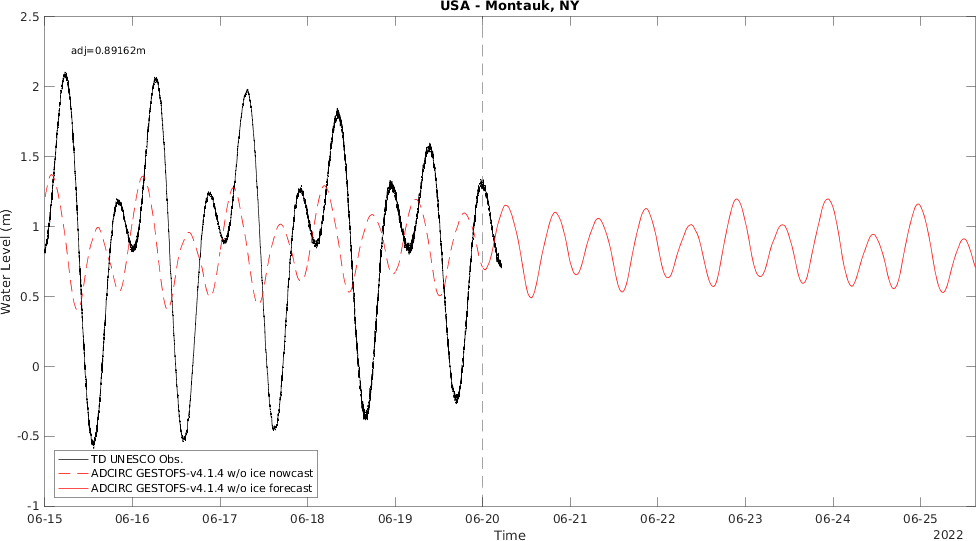 USA - Montauk, NY
adj=0.89162m
2.5
2
1.5
1
0.5
0
-0.5
-1
Water Level (m)
TD UNESCO Obs.
ADCIRC GESTOFS-v4.1.4 w/o ice nowcast
ADCIRC GESTOFS-v4.1.4 w/o ice forecast
06-15 06-16 06-17 06-18 06-19 06-20 06-21 06-22 06-23 06-24 06-25
Time
2022